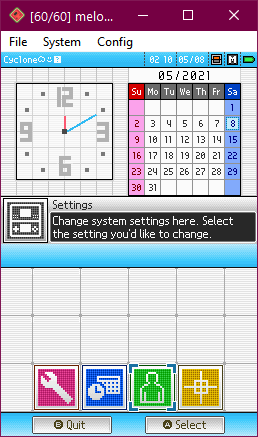 [60/60] melo...
File System Config
Cyclone 02 10 05/08 M
05/2021
12
3
6
9
Su Mo Tu We Th Fr Sa
1
2 3 4 5 6 7 8
9 10 11 12 13 14 15
16 17 18 19 20 21 22
23 24 25 26 27 28 29
30 31
Settings
Change system settings here. Select
the setting you'd like to change.
B Quit A Select